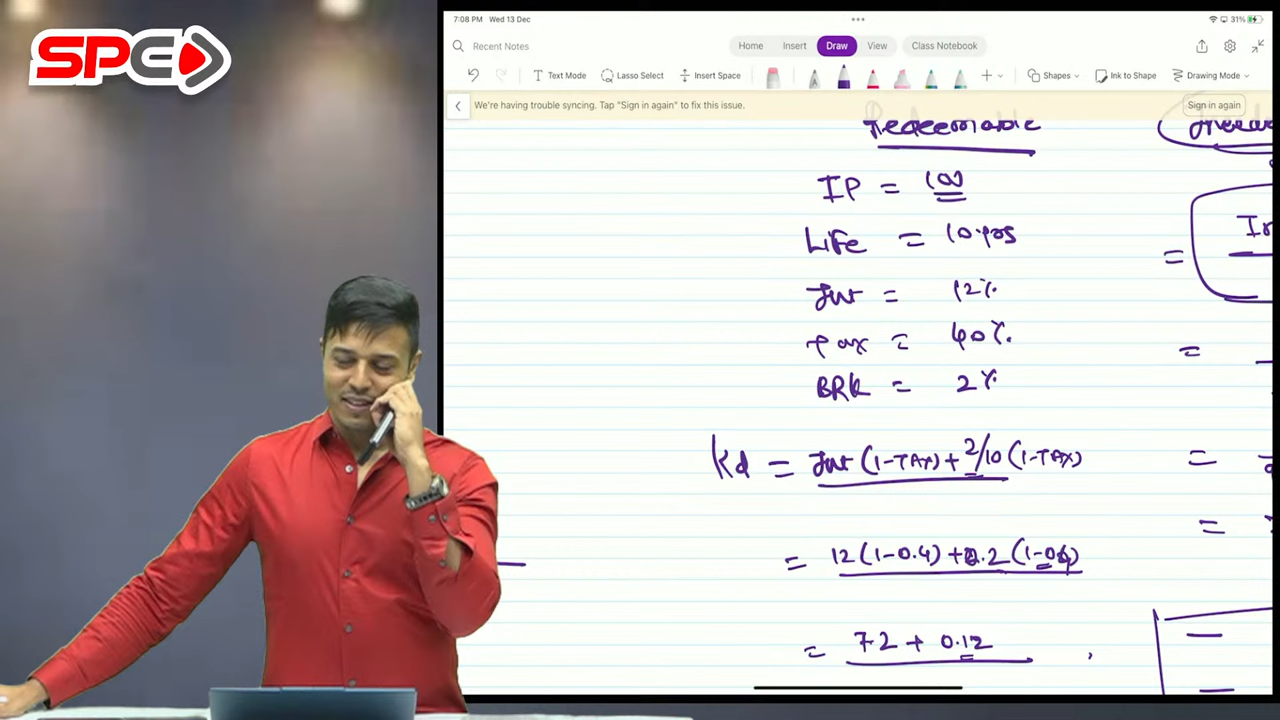 SPED
7:08 PM Wed 13 Dec
31%
Recent Notes
Home Insert Draw View Class Notebook
Text Mode Lasso Select Insert Space Shapes Ink to Shape Drawing Mode
We're having trouble syncing. Tap "Sign in again" to fix this issue.
Sign in again
Redeemable
IP = 100
Life = 10 yrs
Int = 12%
Tax = 40%
BRK = 2%
Kd = Int (1-TAX) + 2/10 (1-TAX)
= 12 (1-0.4) + 0.2 (1-0.4)
= 7.2 + 0.12
=
=
=
=